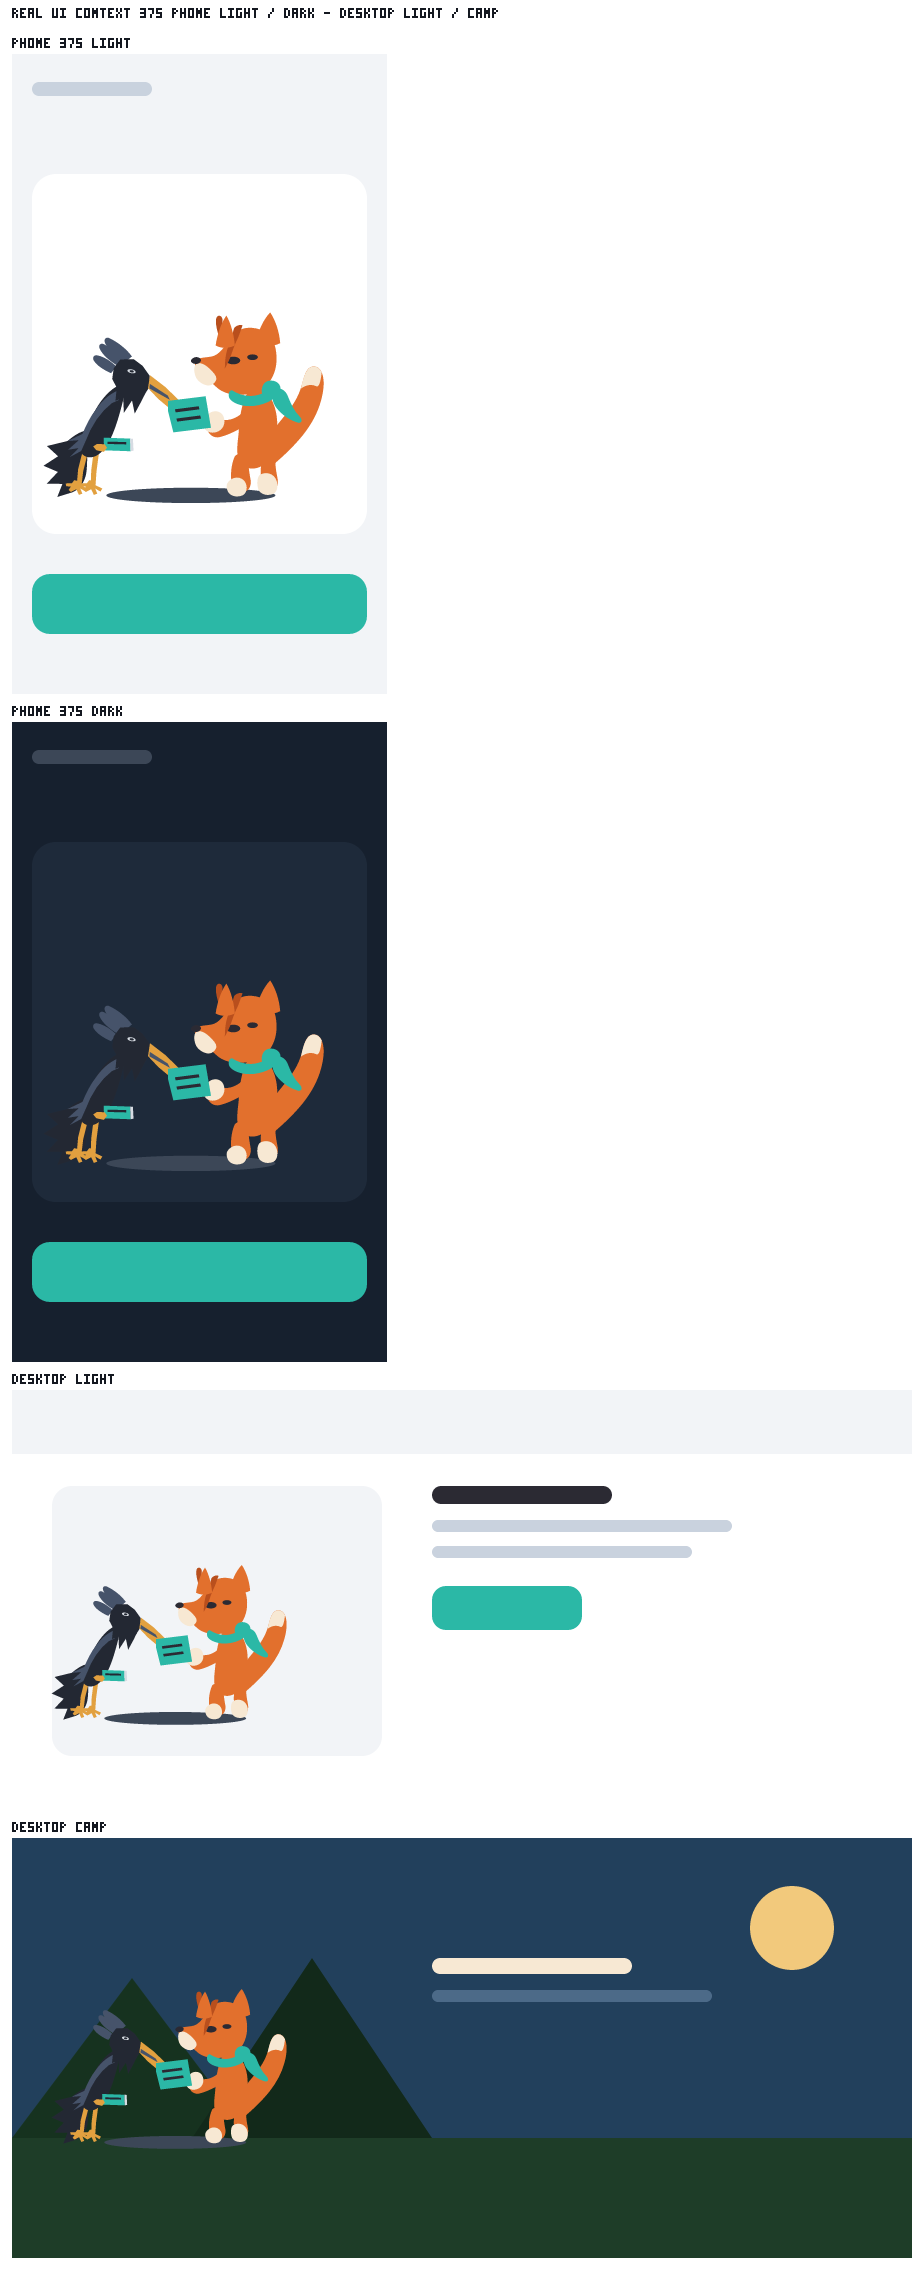 REAL UI CONTEXT 375 PHONE LIGHT / DARK - DESKTOP LIGHT / CAMP
PHONE 375 LIGHT
PHONE 375 DARK
DESKTOP LIGHT
DESKTOP CAMP